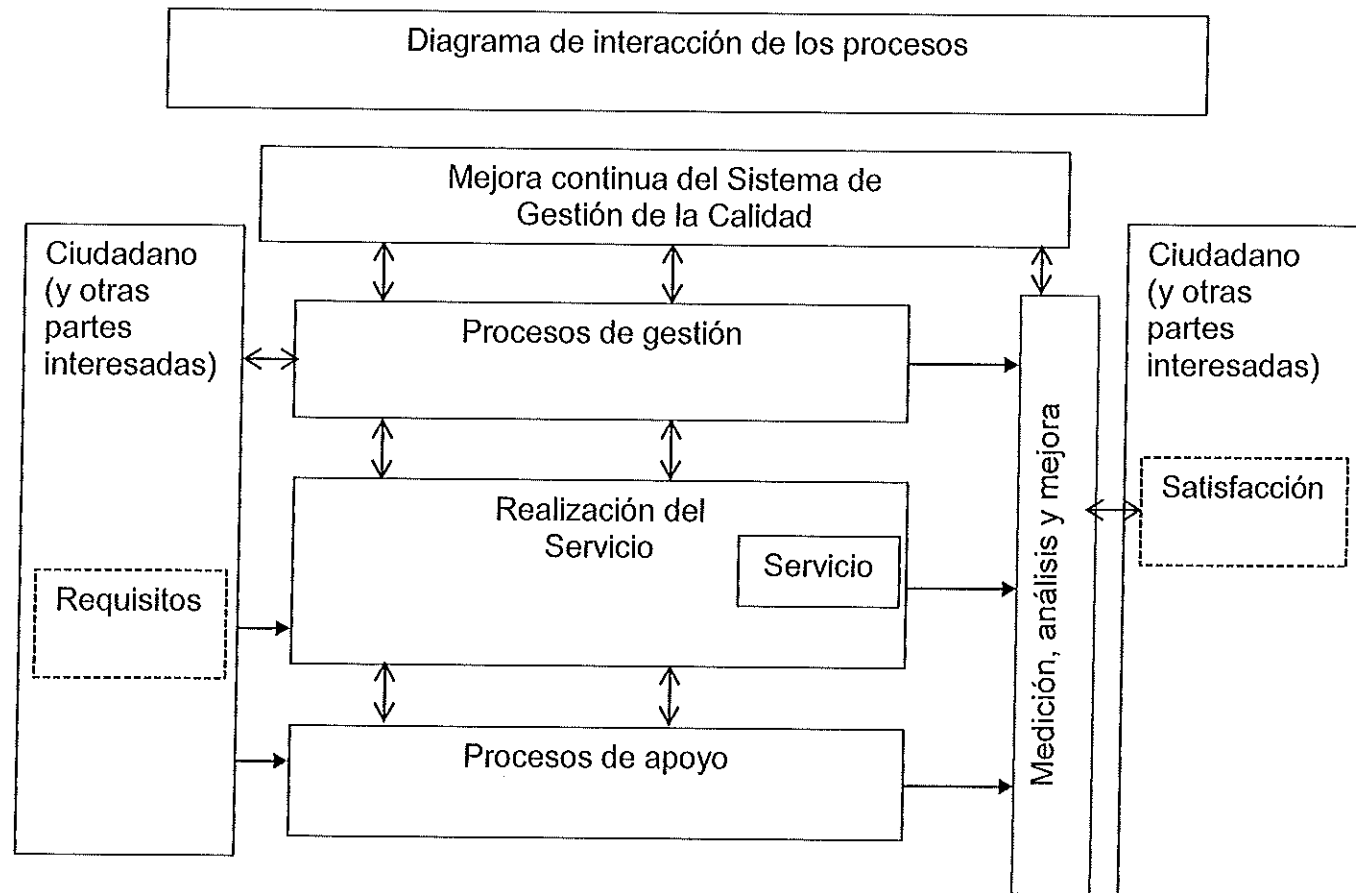 Diagrama de interacción de los procesos
Mejora continua del Sistema de
Gestión de la Calidad
Ciudadano
(y otras
partes
interesadas)
Requisitos
Procesos de gestión
Realización del
Servicio
Servicio
Procesos de apoyo
Medición, análisis y mejora
Ciudadano
(y otras
partes
interesadas)
Satisfacción